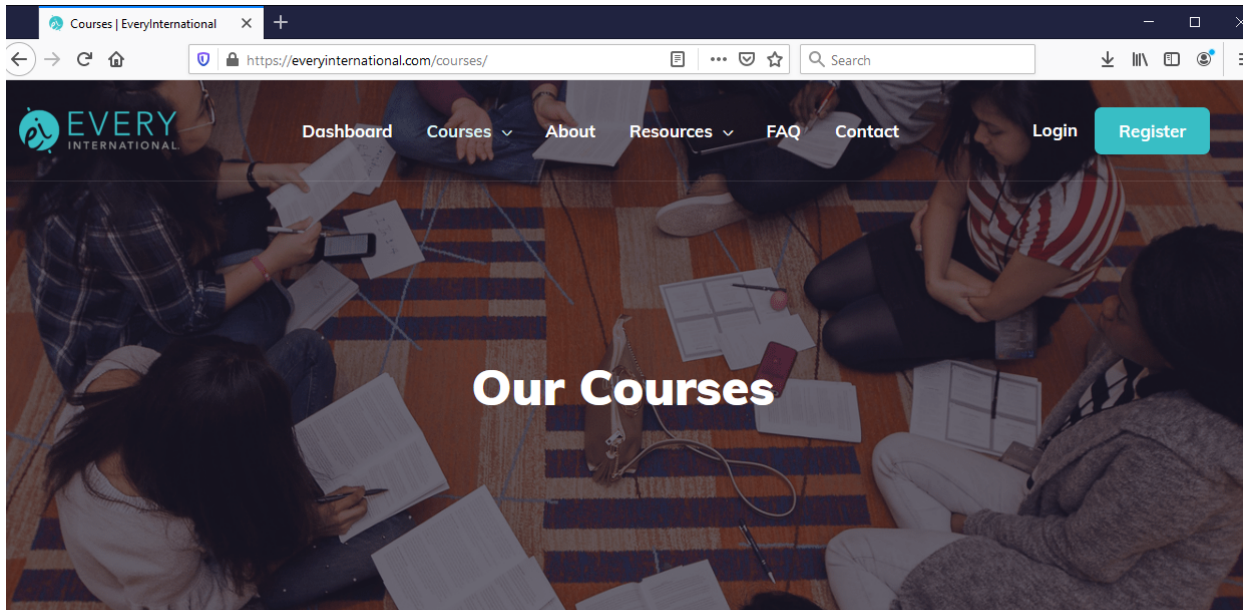 Courses | EveryInternational
https://everyinternational.com/courses/
Search
EVERY
INTERNATIONAL
Dashboard
Courses
About
Resources
FAQ
Contact
Login
Register
Our Courses